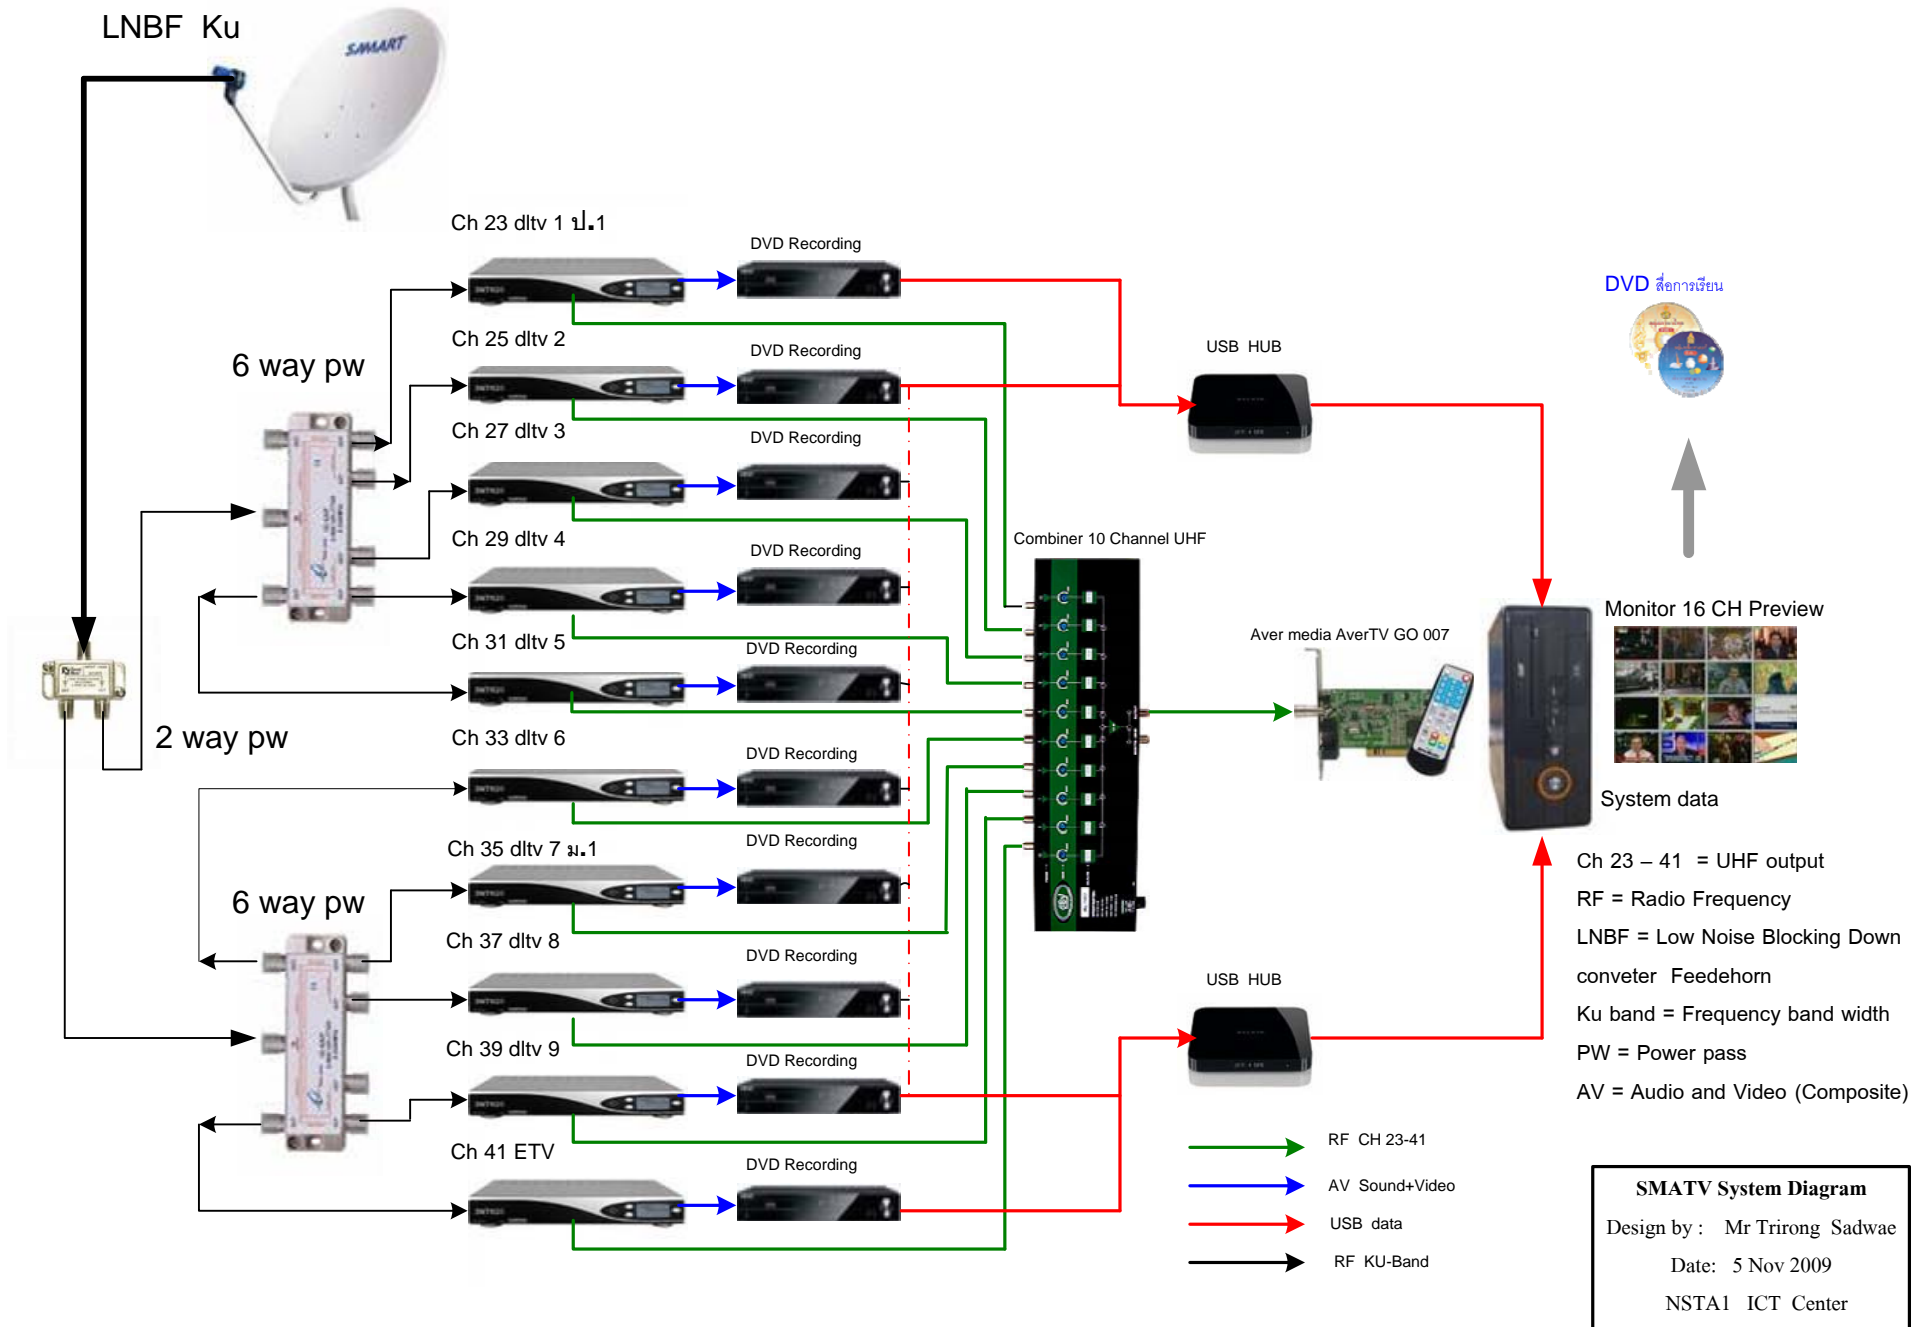 LNBF Ku
SAMART
Ch 23 dltv 1 ป.1
DVD Recording
Ch 25 dltv 2
DVD Recording
6 way pw
Ch 27 dltv 3
DVD Recording
Ch 29 dltv 4
DVD Recording
Ch 31 dltv 5
DVD Recording
2 way pw
Ch 33 dltv 6
DVD Recording
Ch 35 dltv 7 ม.1
DVD Recording
6 way pw
Ch 37 dltv 8
DVD Recording
Ch 39 dltv 9
DVD Recording
Ch 41 ETV
DVD Recording
USB HUB
Combiner 10 Channel UHF
Aver media AverTV GO 007
USB HUB
DVD สื่อการเรียน
Monitor 16 CH Preview
System data
Ch 23 – 41 = UHF output
RF = Radio Frequency
LNBF = Low Noise Blocking Down
conveter Feedehorn
Ku band = Frequency band width
PW = Power pass
AV = Audio and Video (Composite)
RF CH 23-41
AV Sound+Video
USB data
RF KU-Band
SMATV System Diagram
Design by : Mr Trirong Sadwae
Date: 5 Nov 2009
NSTA1 ICT Center